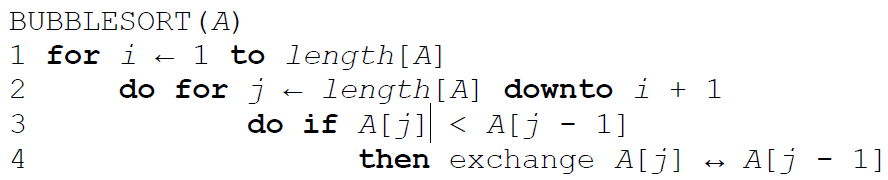 BUBBLESORT(A)
1 for i ← 1 to length[A]
2 do for j ← length[A] downto i + 1
3 do if A[j] < A[j - 1]
4 then exchange A[j] ↔ A[j - 1]